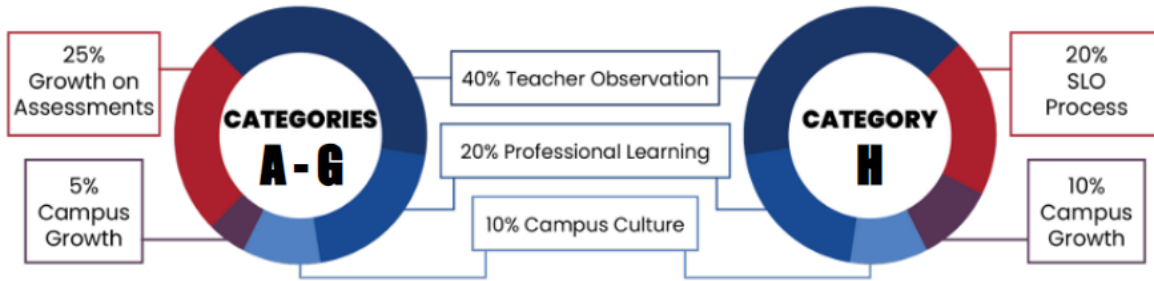 25%
Growth on
Assessments
5%
Campus
Growth
CATEGORIES
A - G
40% Teacher Observation
20% Professional Learning
10% Campus Culture
CATEGORY
H
20%
SLO
Process
10%
Campus
Growth